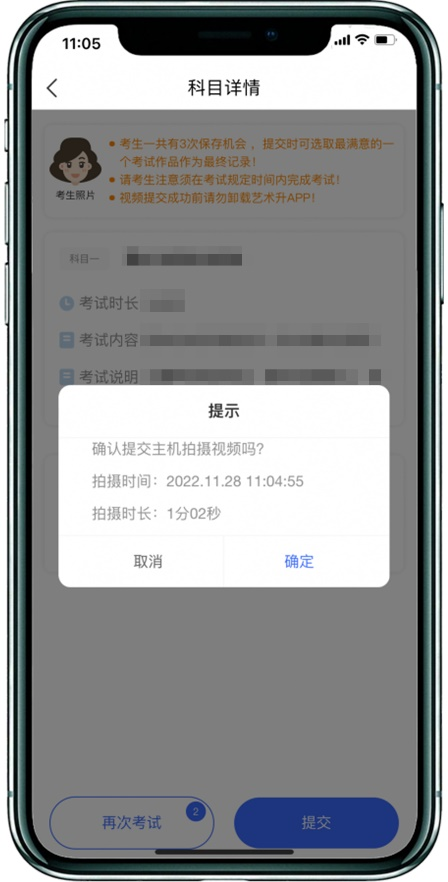 11:05
科目详情
考生一共有3次保存机会，提交时可选取最满意的一
个考试作品作为最终记录！
请考生注意须在考试规定时间内完成考试！
视频提交成功前请勿卸载艺术升APP！
考生照片
科目一
考试时长
考试内容
考试说明
提示
确认提交主机拍摄视频吗?
拍摄时间：2022.11.28 11:04:55
拍摄时长：1分02秒
取消
确定
再次考试
2
提交